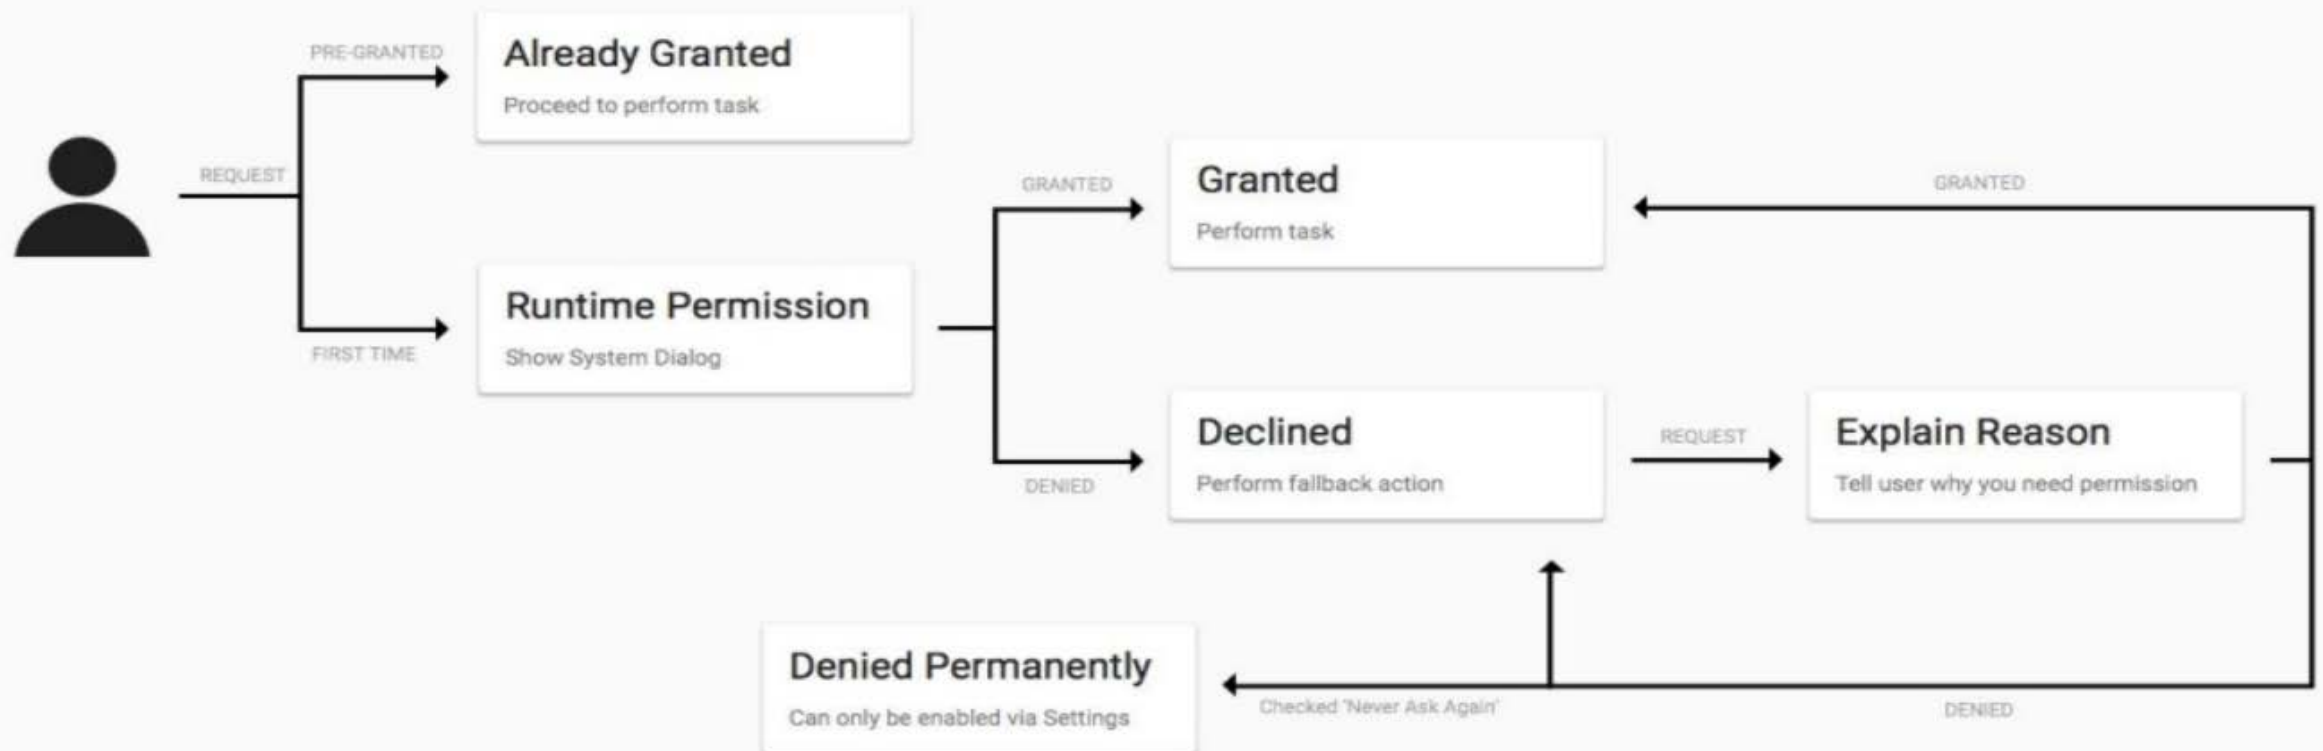 PRE-GRANTED
Already Granted
Proceed to perform task
REQUEST
FIRST TIME
Runtime Permission
Show System Dialog
GRANTED
Granted
Perform task
GRANTED
DENIED
Declined
Perform fallback action
REQUEST
Explain Reason
Tell user why you need permission
Denied Permanently
Can only be enabled via Settings
Checked 'Never Ask Again'
DENIED